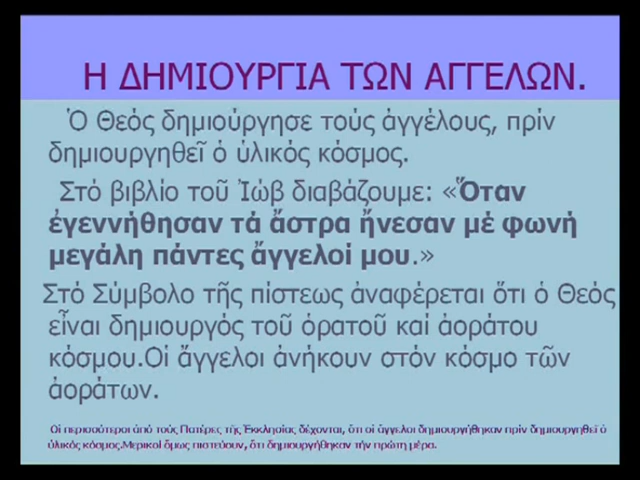 Η ΔΗΜΙΟΥΡΓΙΑ ΤΩΝ ΑΓΓΕΛΩΝ.
Ὁ Θεός δημιούργησε τούς ἀγγέλους, πρίν
δημιουργηθεῖ ὁ ὑλικός κόσμος.
Στό βιβλίο τοῦ Ἰώβ διαβάζουμε: «Ὅταν
ἐγεννήθησαν τά ἄστρα ἤνεσαν μέ φωνή
μεγάλη πάντες ἄγγελοί μου.»
Στό Σύμβολο τῆς πίστεως ἀναφέρεται ὅτι ὁ Θεός
εἶναι δημιουργός τοῦ ὁρατοῦ καί ἀοράτου
κόσμου.Οἱ ἄγγελοι ἀνήκουν στόν κόσμο τῶν
ἀοράτων.
Οἱ περισσότεροι ἀπό τούς Πατέρες τῆς Ἐκκλησίας δέχονται, ὅτι οἱ ἄγγελοι δημιουργήθηκαν πρίν δημιουργηθεῖ ὁ
ὑλικός κόσμος.Μερικοί ὅμως πιστεύουν, ὅτι δημιουργήθηκαν τήν πρώτη μέρα.